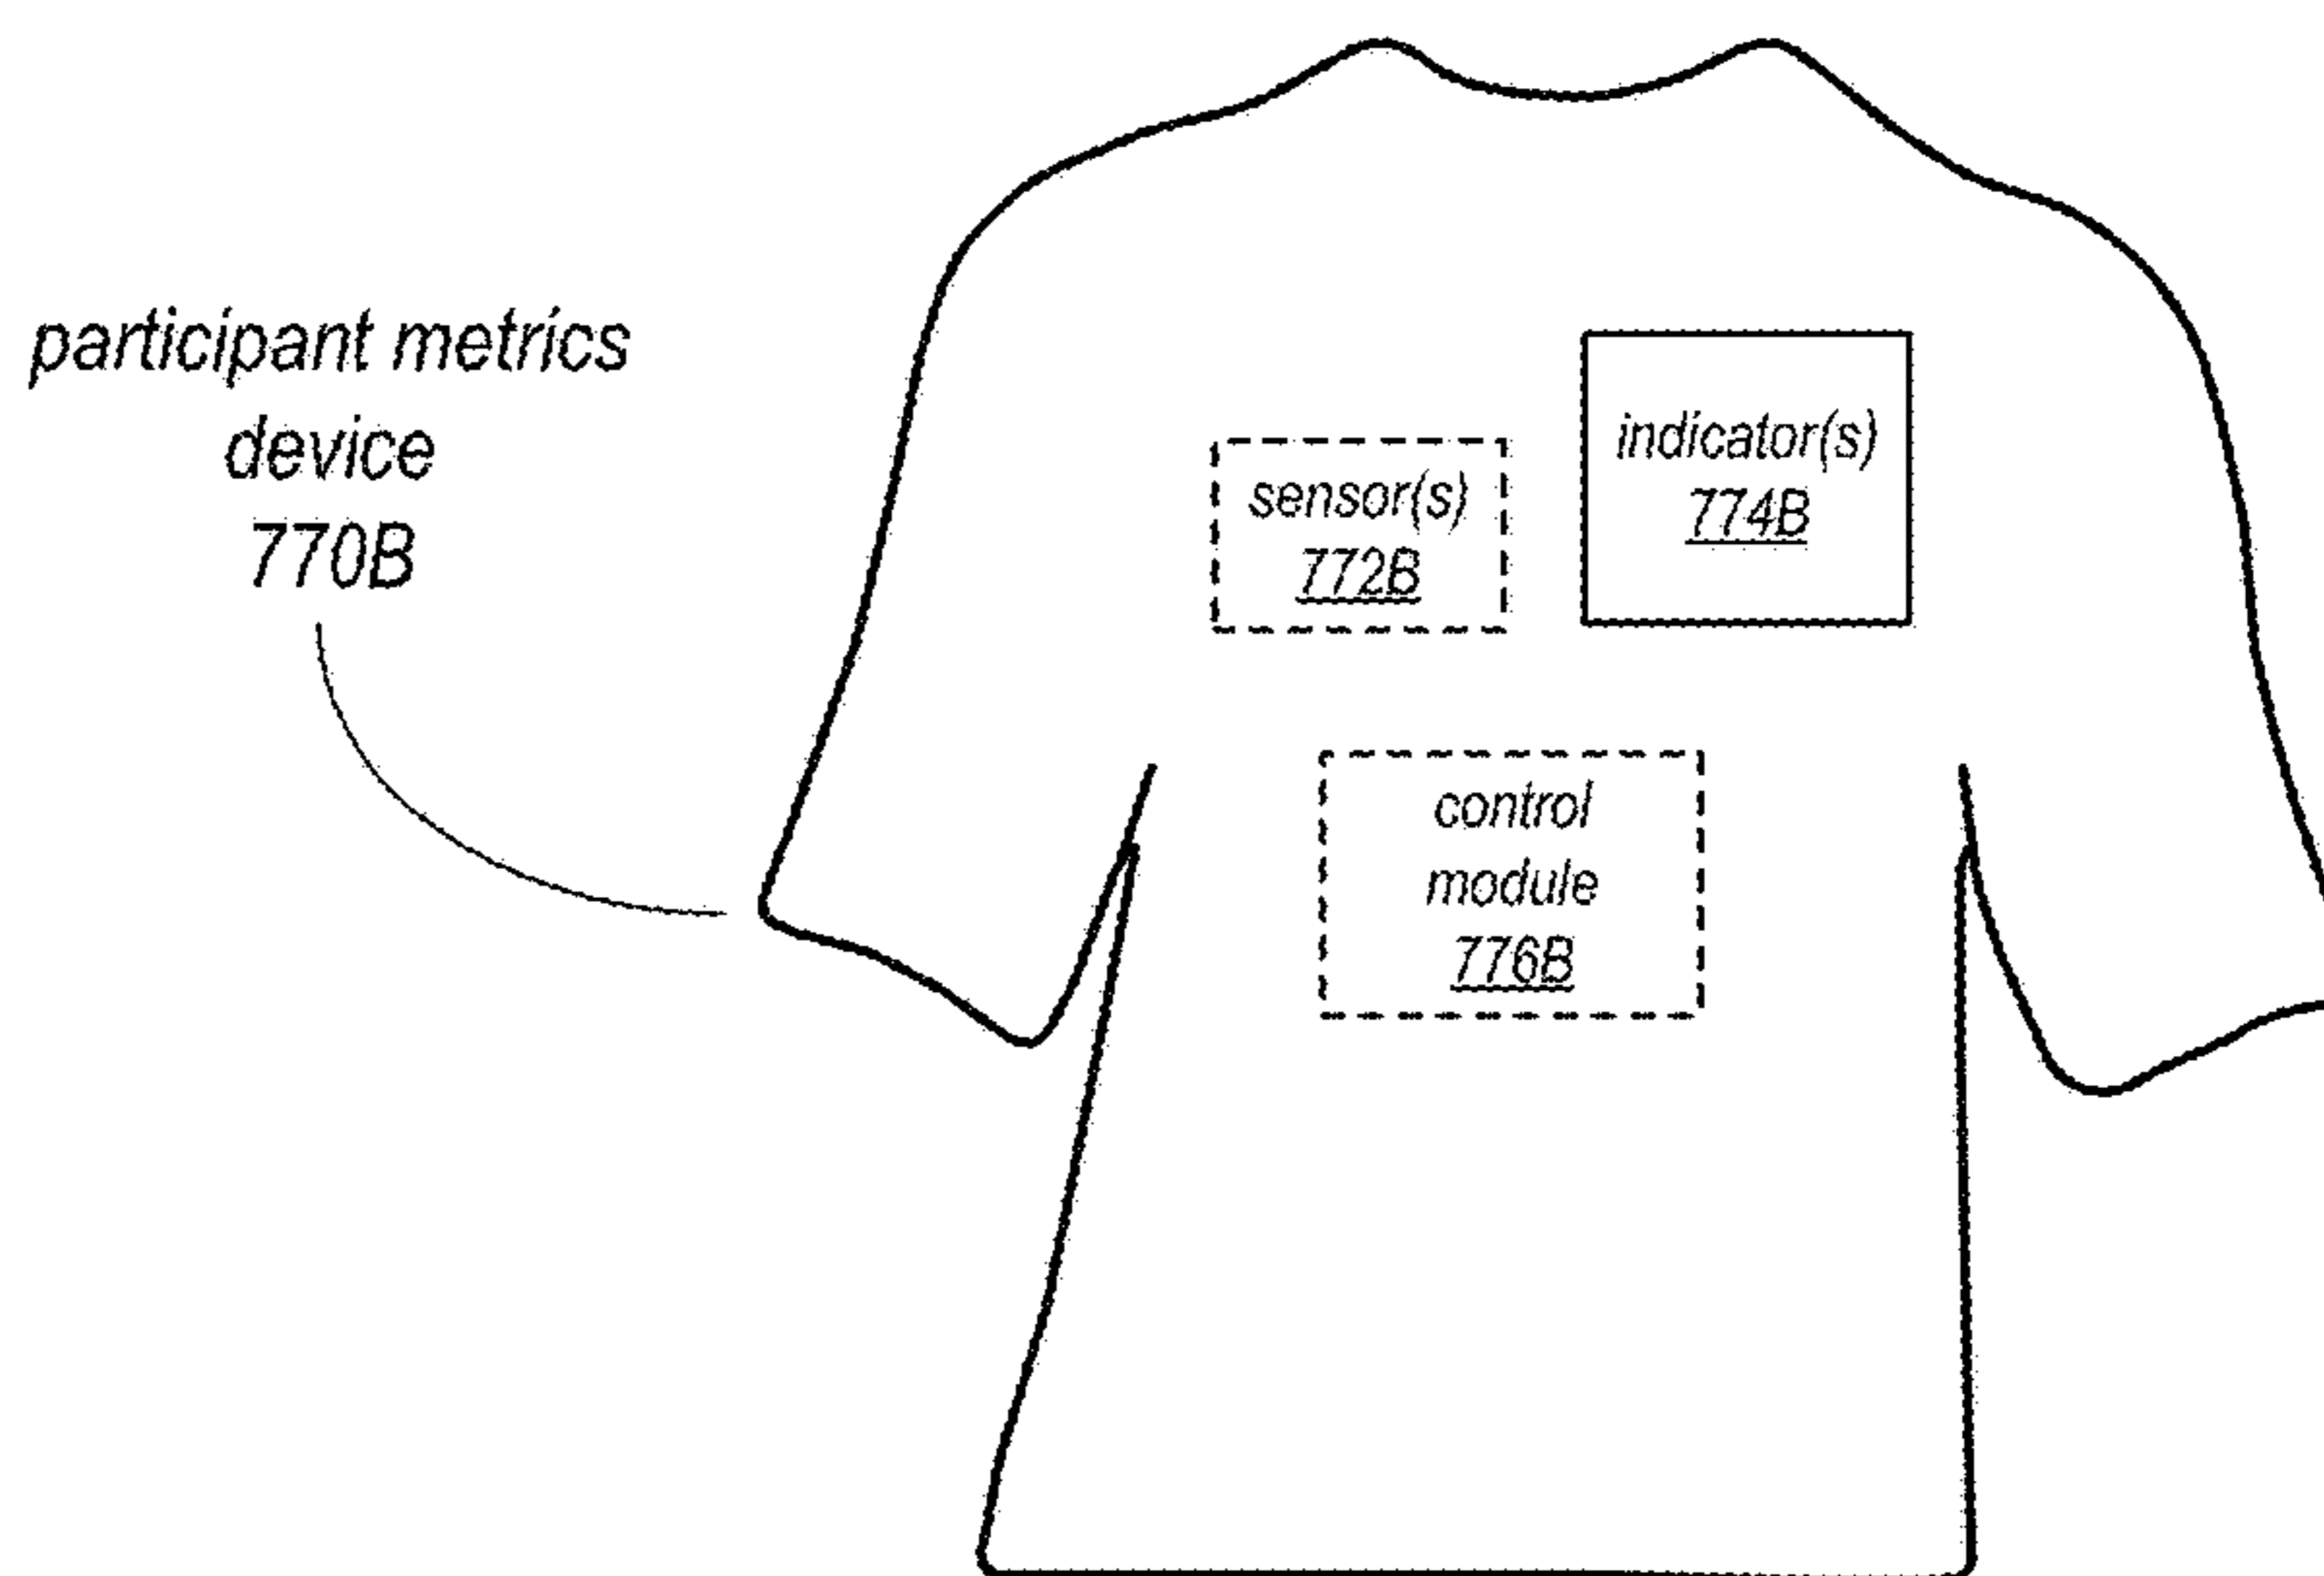 participant metrics
device
770B
indicator(s)
774B
sensor(s)
772B
control
module
776B